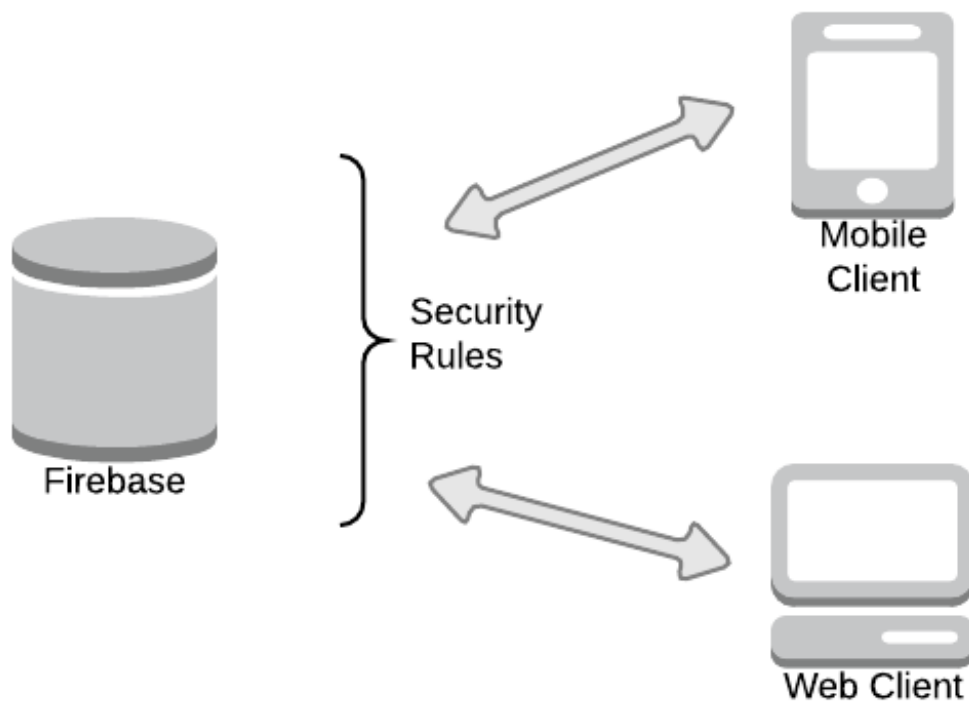 Mobile
Client
Security
Rules
Firebase
Web Client